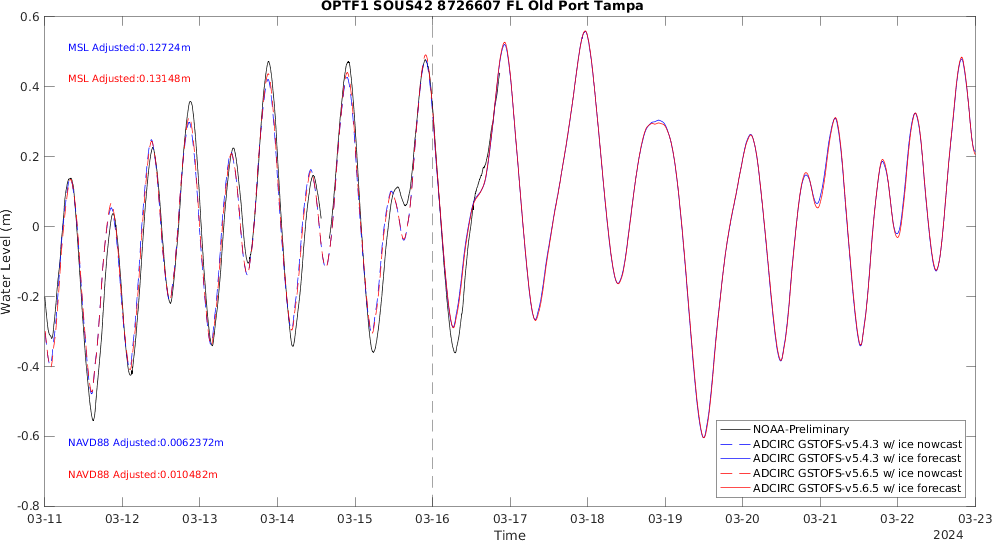 OPTF1 SOUS42 8726607 FL Old Port Tampa
0.6
0.4
0.2
0
-0.2
-0.4
-0.6
-0.8
Water Level (m)
MSL Adjusted:0.12724m
MSL Adjusted:0.13148m
NAVD88 Adjusted:0.0062372m
NAVD88 Adjusted:0.010482m
NOAA-Preliminary
ADCIRC GSTOFS-v5.4.3 w/ ice nowcast
ADCIRC GSTOFS-v5.4.3 w/ ice forecast
ADCIRC GSTOFS-v5.6.5 w/ ice nowcast
ADCIRC GSTOFS-v5.6.5 w/ ice forecast
03-11 03-12 03-13 03-14 03-15 03-16 03-17 03-18 03-19 03-20 03-21 03-22 03-23
Time
2024